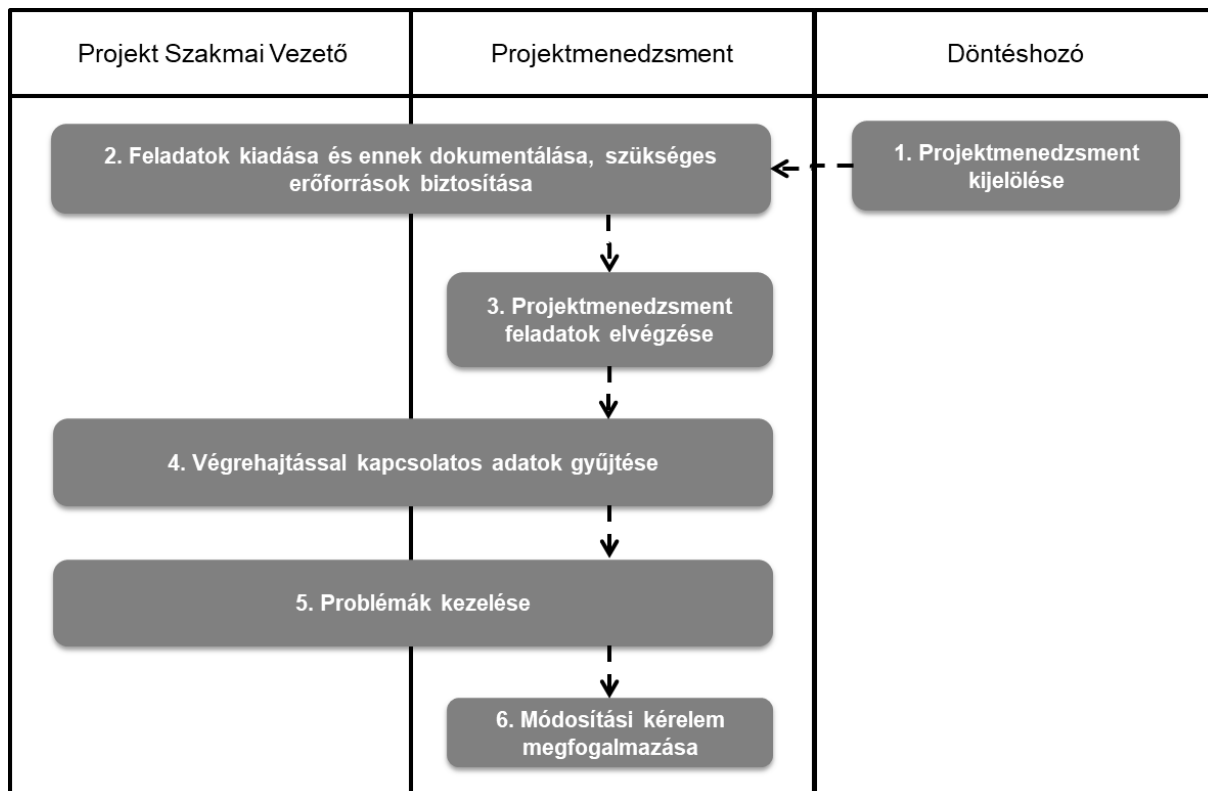 Projekt Szakmai Vezető
Projektmenedzsment
Döntéshozó
1. Projektmenedzsment
kijelölése
2. Feladatok kiadása és ennek dokumentálása, szükséges
erőforrások biztosítása
3. Projektmenedzsment
feladatok elvégzése
4. Végrehajtással kapcsolatos adatok gyűjtése
5. Problémák kezelése
6. Módosítási kérelem
megfogalmazása